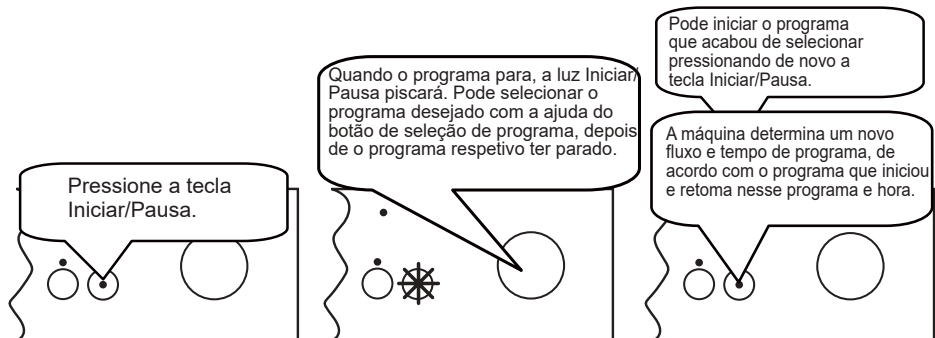 Pressione a tecla
Iniciar/Pausa.
Quando o programa para, a luz Iniciar/
Pausa piscará. Pode selecionar o
programa desejado com a ajuda do
botão de seleção de programa, depois
de o programa respetivo ter parado.
Pode iniciar o programa
que acabou de selecionar
pressionando de novo a
tecla Iniciar/Pausa.
A máquina determina um novo
fluxo e tempo de programa, de
acordo com o programa que iniciou
e retoma nesse programa e hora.